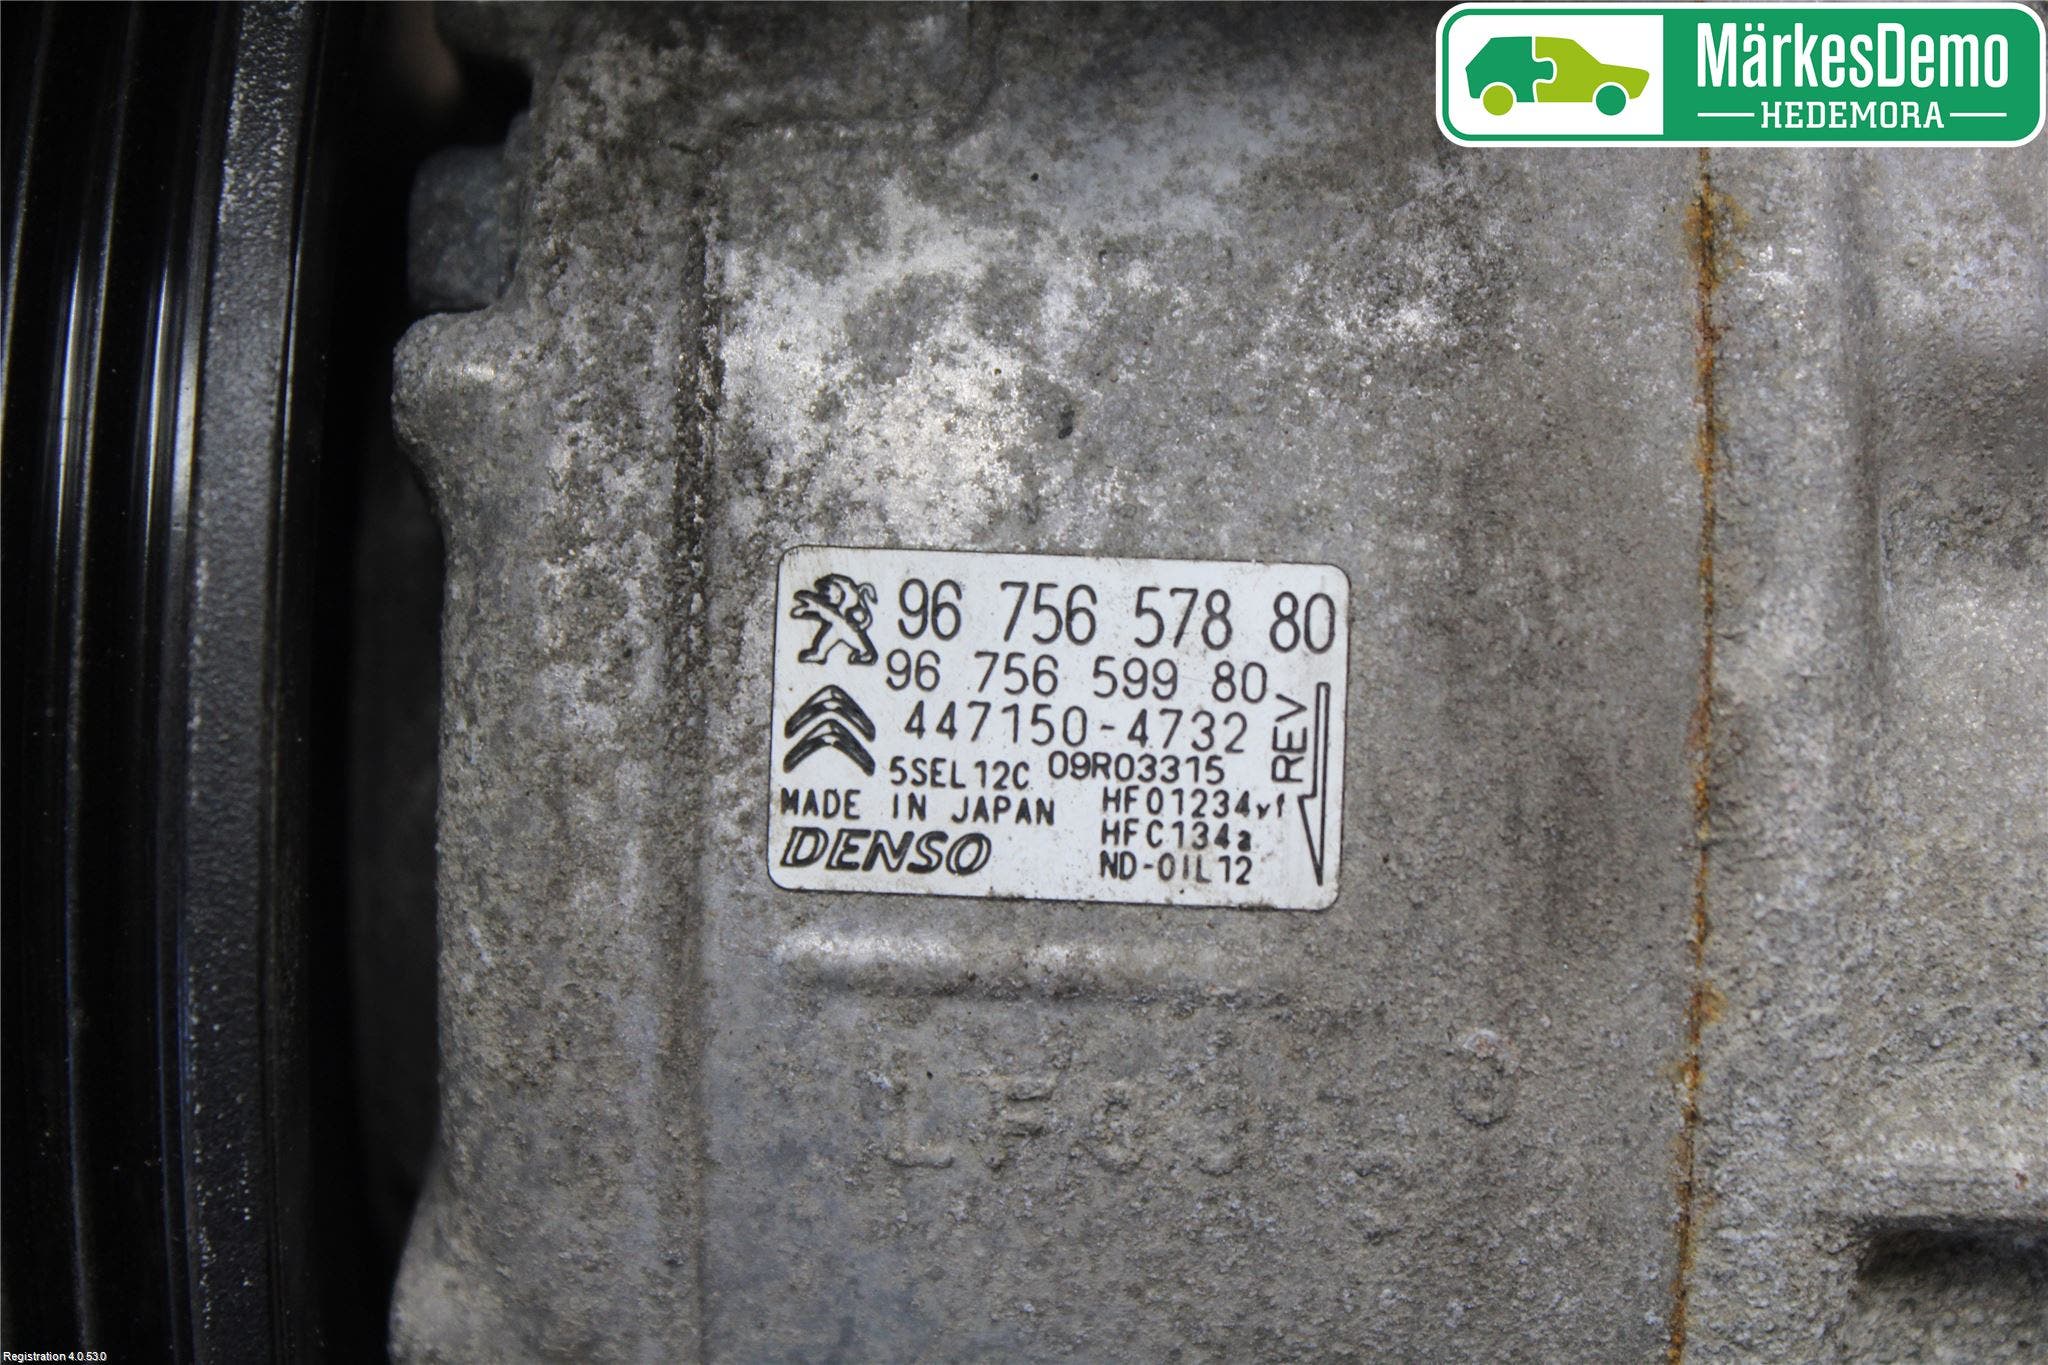 MärkesDemo
HEDEMORA
96 756 578 80
96 756 599 80
447150-4732
5SEL12C 09R03315
MADE IN JAPAN HFO1234yf
HFC134a
DENSO ND-OIL12
REV
Registration 4.0.53.0